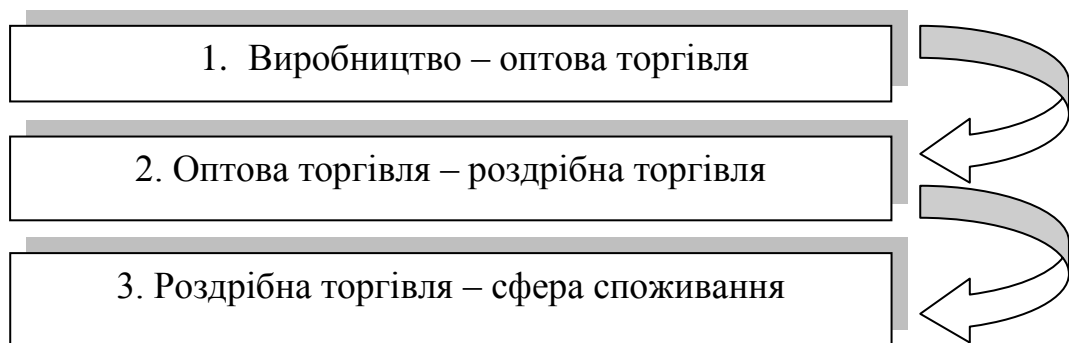 1. Виробництво – оптова торгівля
2. Оптова торгівля – роздрібна торгівля
3. Роздрібна торгівля – сфера споживання